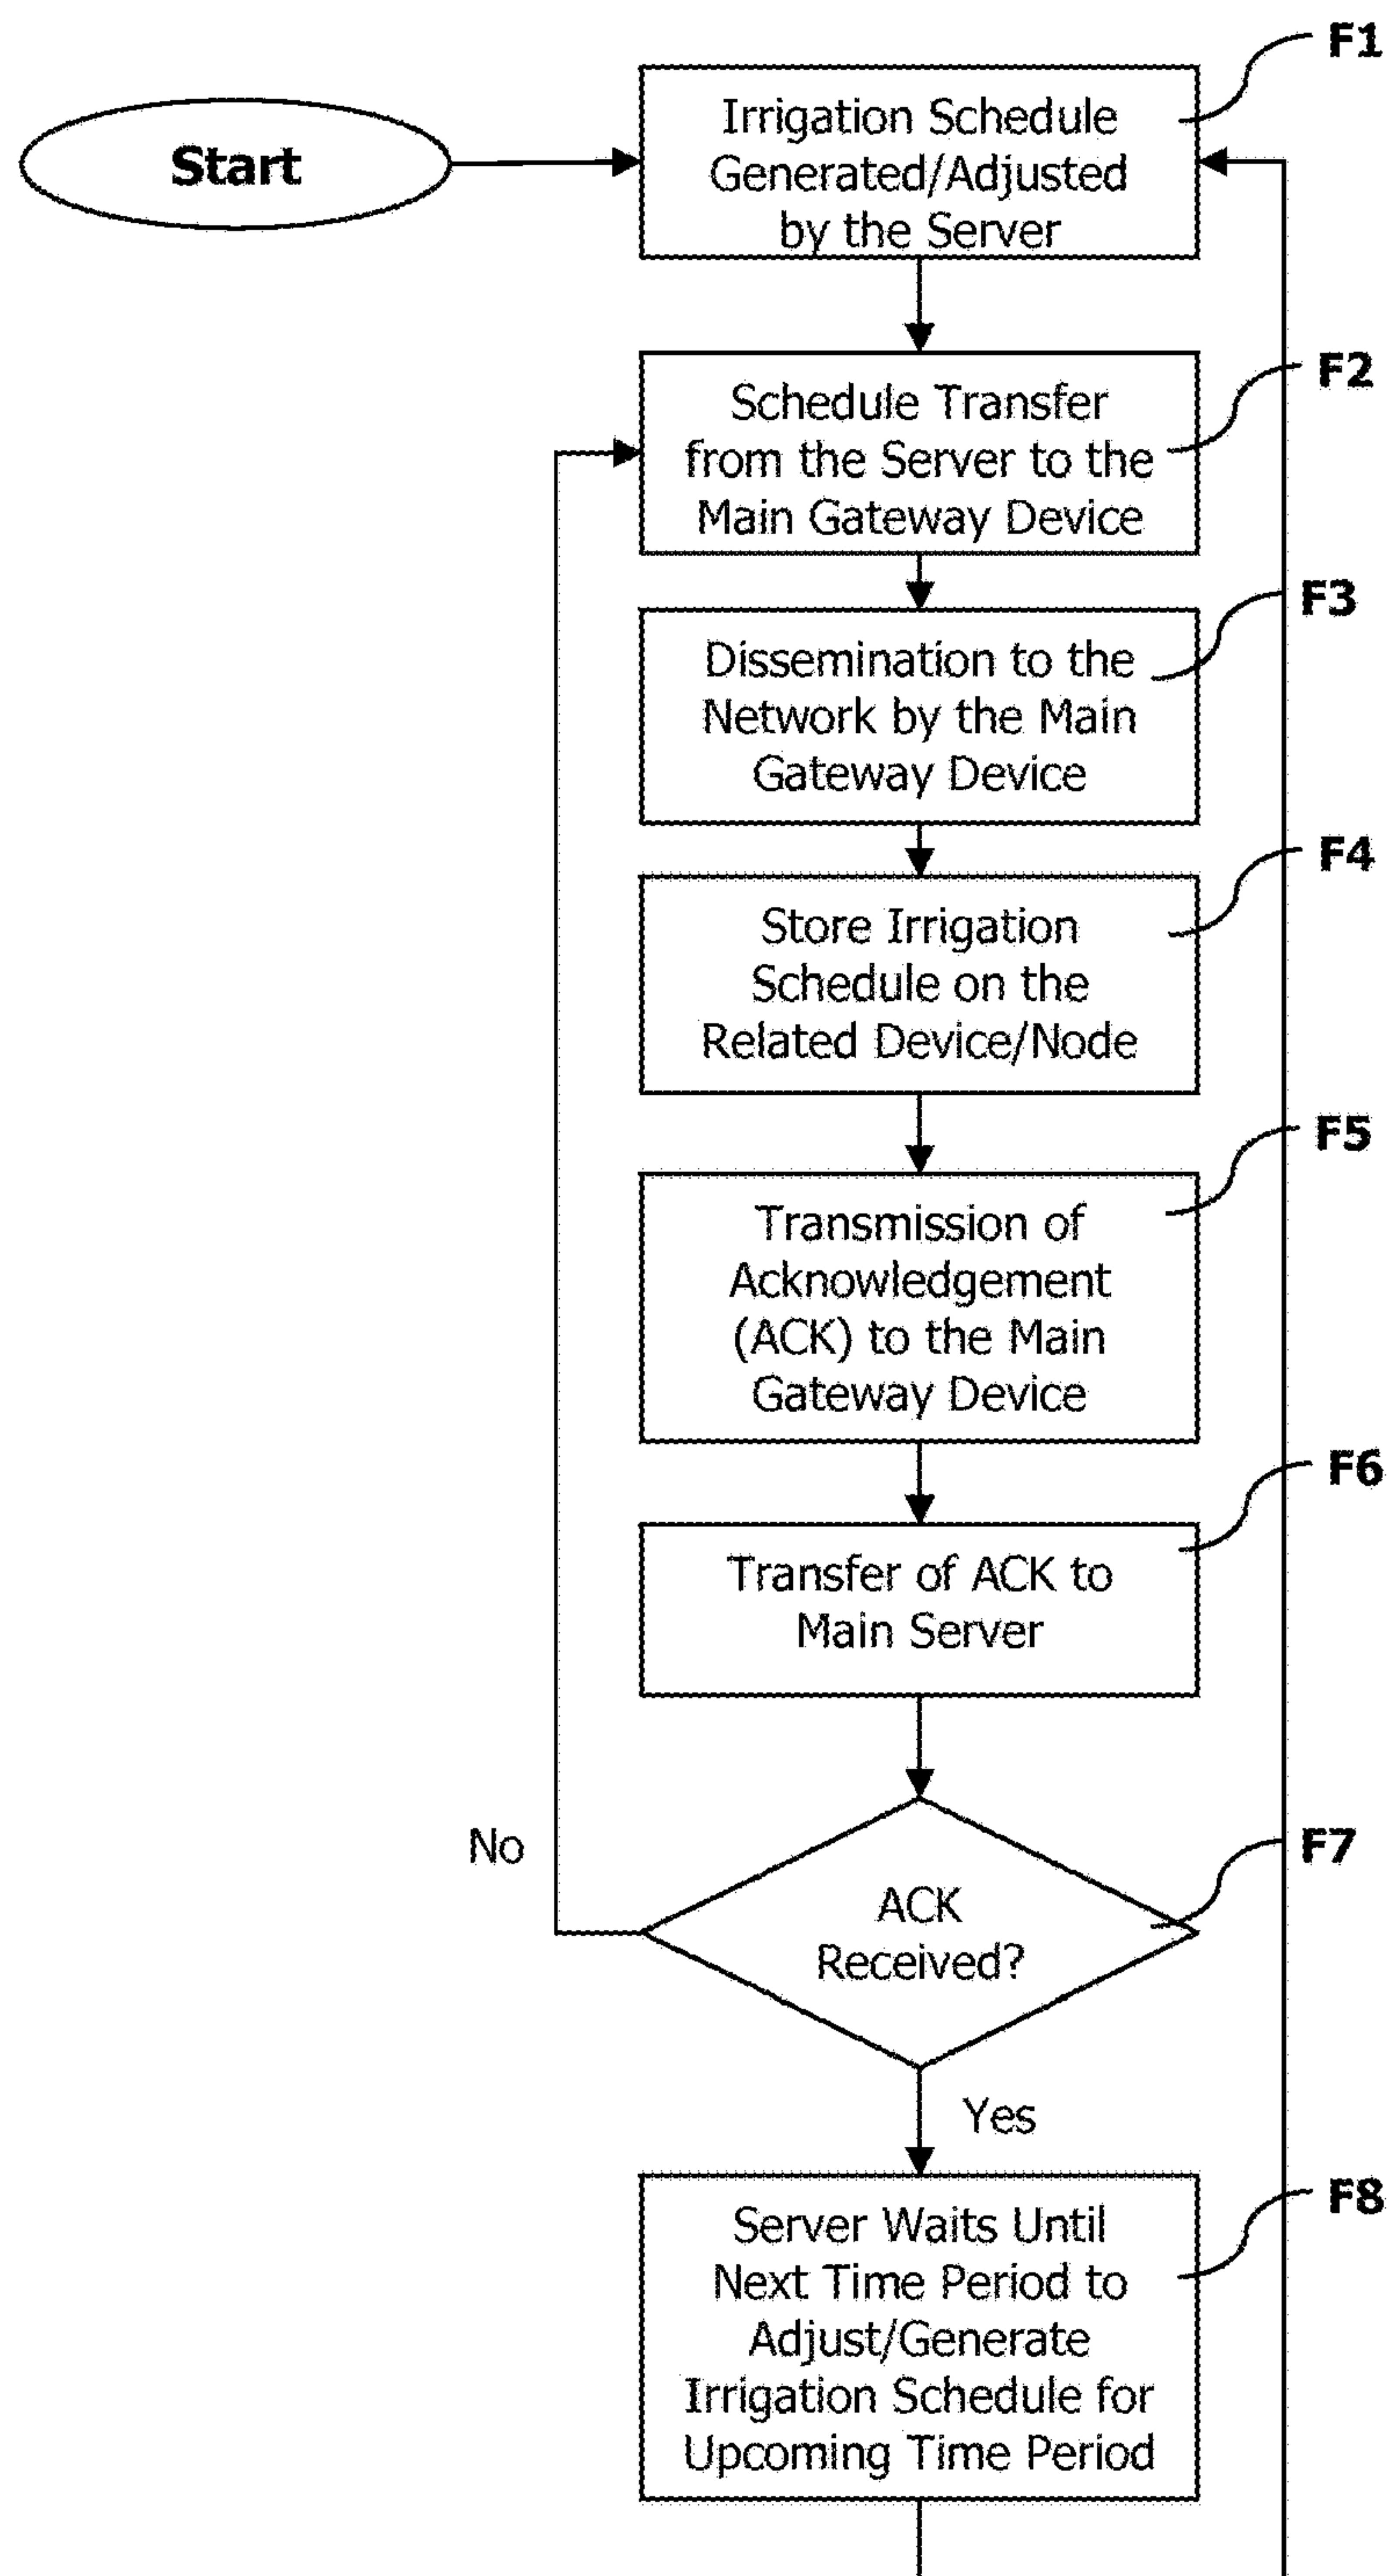 F1
Start
Irrigation Schedule
Generated/Adjusted
by the Server
F2
Schedule Transfer
from the Server to the
Main Gateway Device
F3
Dissemination to the
Network by the Main
Gateway Device
F4
Store Irrigation
Schedule on the
Related Device/Node
F5
Transmission of
Acknowledgement
(ACK) to the Main
Gateway Device
F6
Transfer of ACK to
Main Server
No
F7
ACK
Received?
Yes
F8
Server Waits Until
Next Time Period to
Adjust/Generate
Irrigation Schedule for
Upcoming Time Period